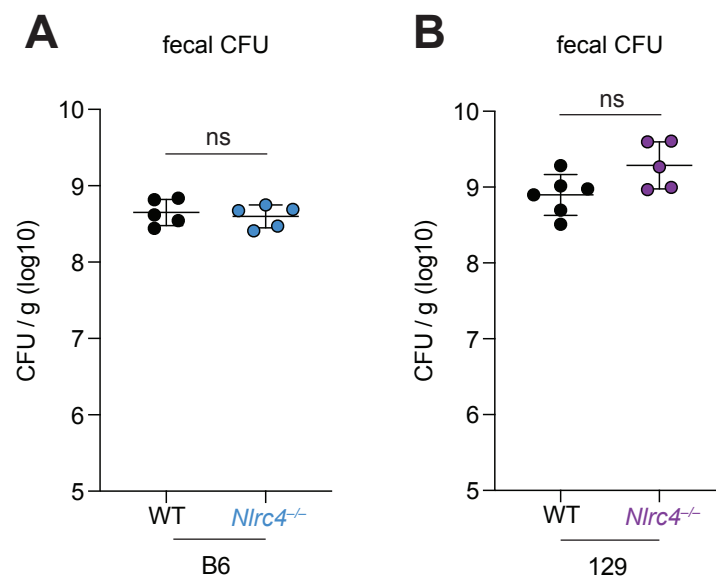 A
fecal CFU
CFU / g (log10)
10
9
8
7
6
5
ns
WT
Nlrc4–/–
B6
B
fecal CFU
CFU / g (log10)
10
9
8
7
6
5
ns
WT
Nlrc4–/–
129